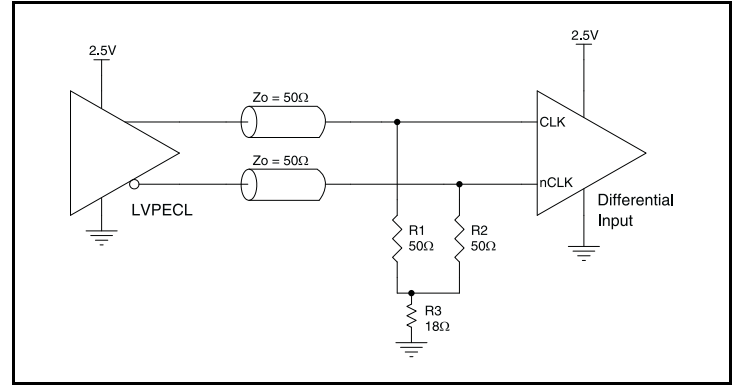 2.5V
2.5V
Zo = 50Ω
CLK
Zo = 50Ω
nCLK
LVPECL
Differential
Input
R1
50Ω
R2
50Ω
R3
18Ω